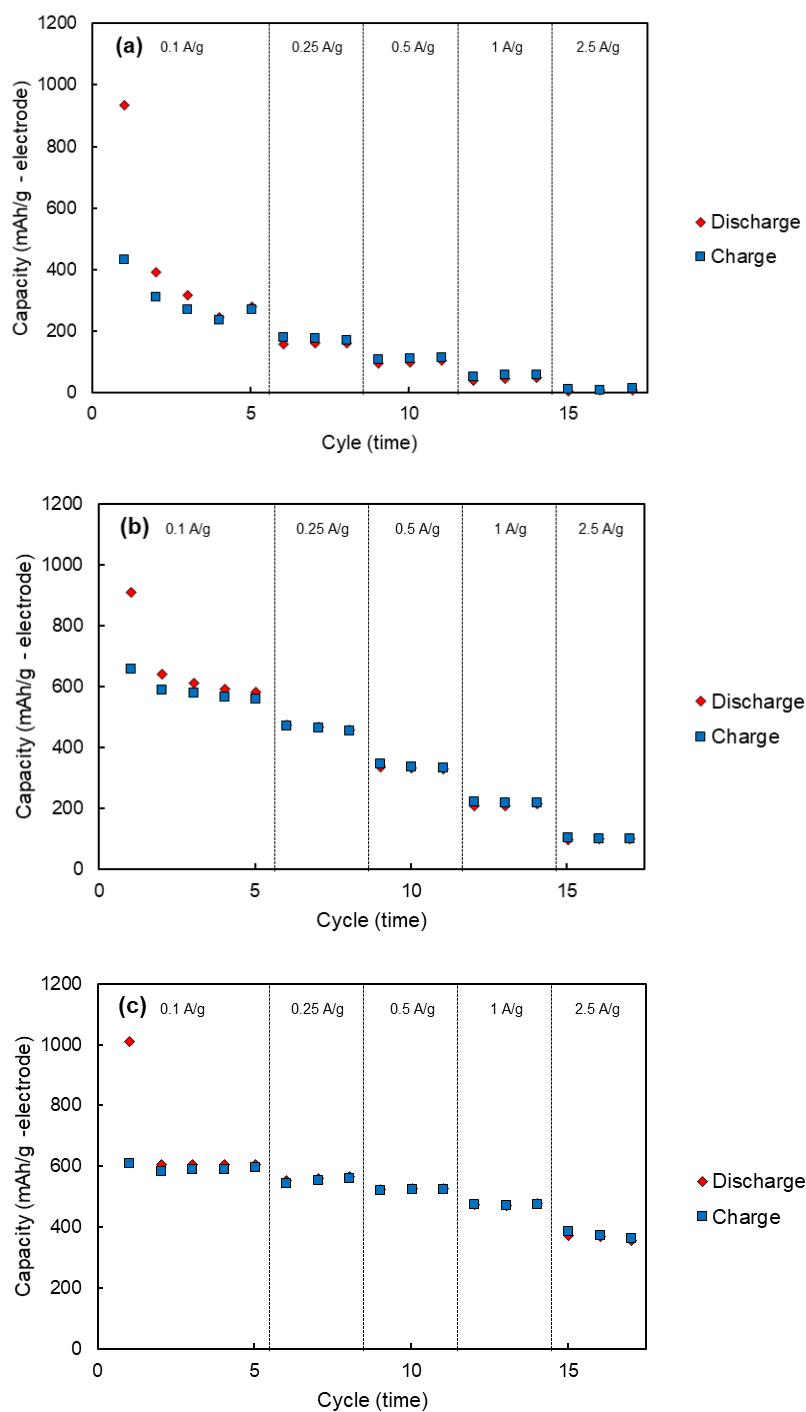 1200
(a) 0.1 A/g 0.25 A/g 0.5 A/g 1 A/g 2.5 A/g
1000
800
600
400
200
0
0 5 10 15
Capacity (mAh/g - electrode)
Cyle (time)
Discharge
Charge
1200
(b) 0.1 A/g 0.25 A/g 0.5 A/g 1 A/g 2.5 A/g
1000
800
600
400
200
0
0 5 10 15
Capacity (mAh/g - electrode)
Cycle (time)
Discharge
Charge
1200
(c) 0.1 A/g 0.25 A/g 0.5 A/g 1 A/g 2.5 A/g
1000
800
600
400
200
0
0 5 10 15
Capacity (mAh/g -electrode)
Cycle (time)
Discharge
Charge